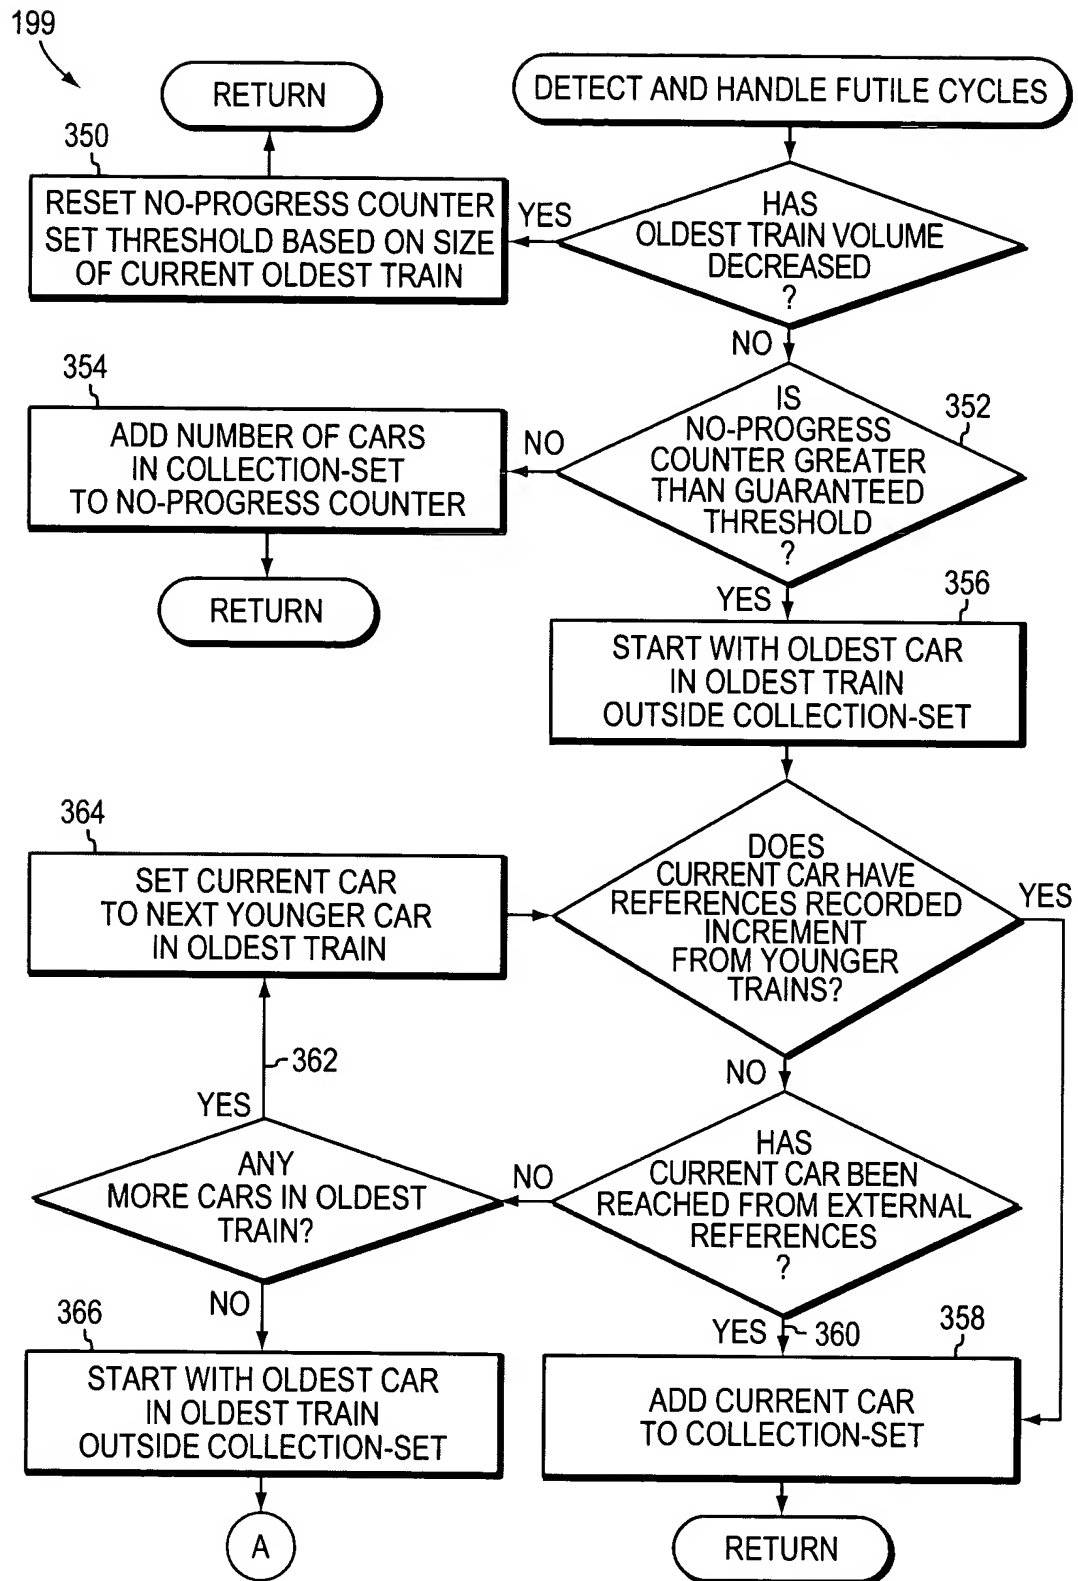 199
RETURN
DETECT AND HANDLE FUTILE CYCLES
350
RESET NO-PROGRESS COUNTER
SET THRESHOLD BASED ON SIZE
OF CURRENT OLDEST TRAIN
YES
HAS
OLDEST TRAIN VOLUME
DECREASED
?
NO
354
ADD NUMBER OF CARS
IN COLLECTION-SET
TO NO-PROGRESS COUNTER
NO
IS
NO-PROGRESS
COUNTER GREATER
THAN GUARANTEED
THRESHOLD
?
352
RETURN
YES
356
START WITH OLDEST CAR
IN OLDEST TRAIN
OUTSIDE COLLECTION-SET
364
SET CURRENT CAR
TO NEXT YOUNGER CAR
IN OLDEST TRAIN
DOES
CURRENT CAR HAVE
REFERENCES RECORDED
INCREMENT
FROM YOUNGER
TRAINS?
YES
362
NO
YES
ANY
MORE CARS IN OLDEST
TRAIN?
NO
HAS
CURRENT CAR BEEN
REACHED FROM EXTERNAL
REFERENCES
?
NO
YES
360
358
366
START WITH OLDEST CAR
IN OLDEST TRAIN
OUTSIDE COLLECTION-SET
ADD CURRENT CAR
TO COLLECTION-SET
A
RETURN